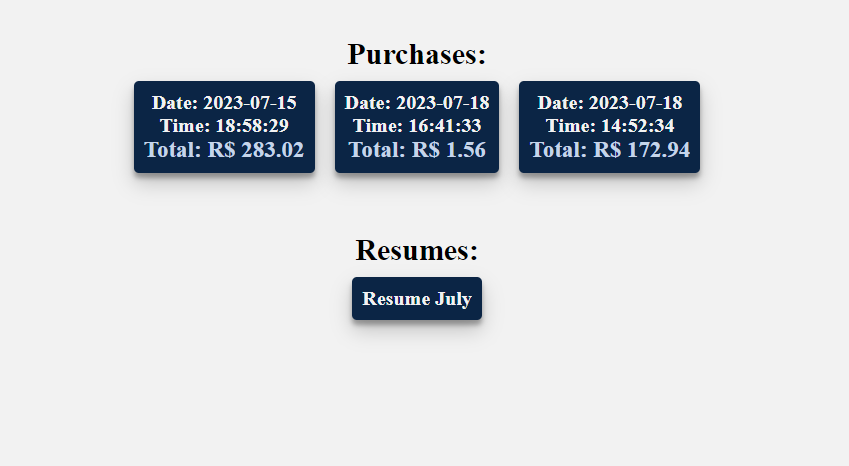 Purchases:
Date: 2023-07-15
Time: 18:58:29
Total: R$ 283.02
Date: 2023-07-18
Time: 16:41:33
Total: R$ 1.56
Date: 2023-07-18
Time: 14:52:34
Total: R$ 172.94
Resumes:
Resume July